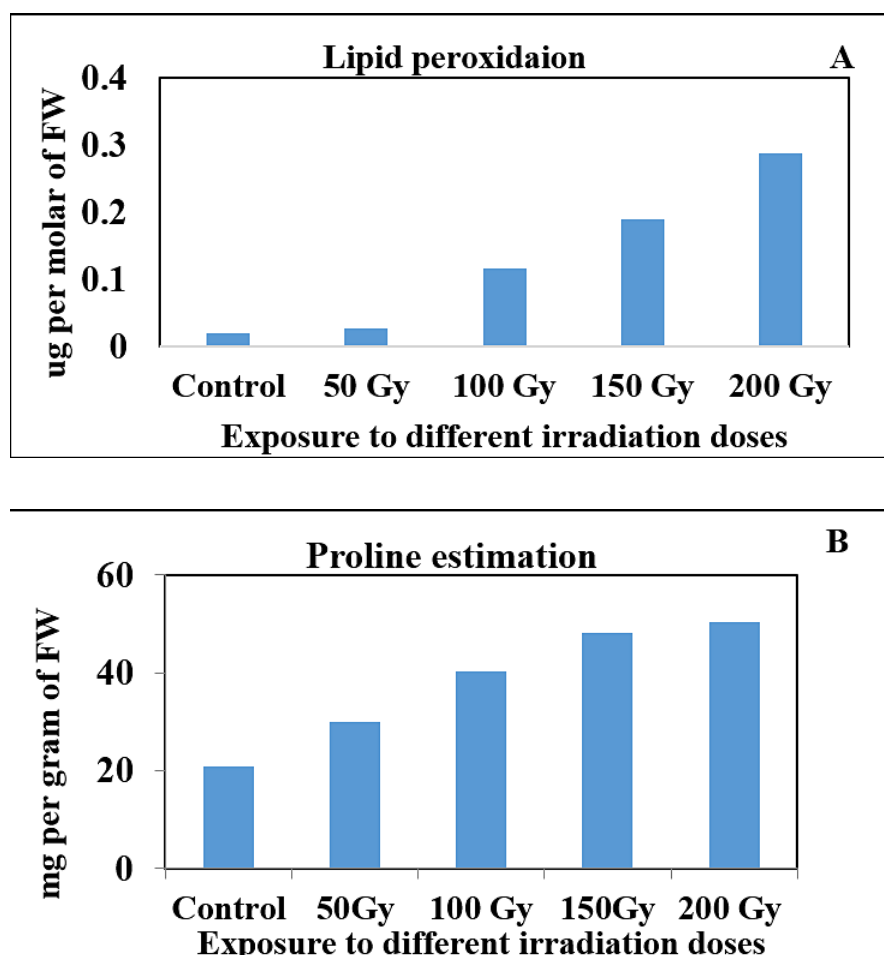 Lipid peroxidaion
A
ug per molar of FW
0.4
0.3
0.2
0.1
0
Control 50 Gy 100 Gy 150 Gy 200 Gy
Exposure to different irradiation doses
B
Proline estimation
mg per gram of FW
60
40
20
0
Control 50Gy 100 Gy 150Gy 200 Gy
Exposure to different irradiation doses